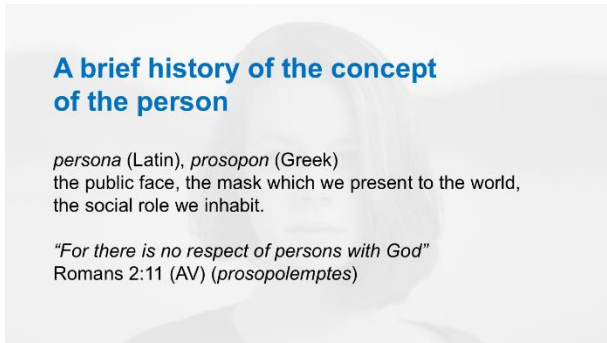 A brief history of the concept
of the person
persona (Latin), prosopon (Greek)
the public face, the mask which we present to the world,
the social role we inhabit.
“For there is no respect of persons with God”
Romans 2:11 (AV) (prosopolemptes)